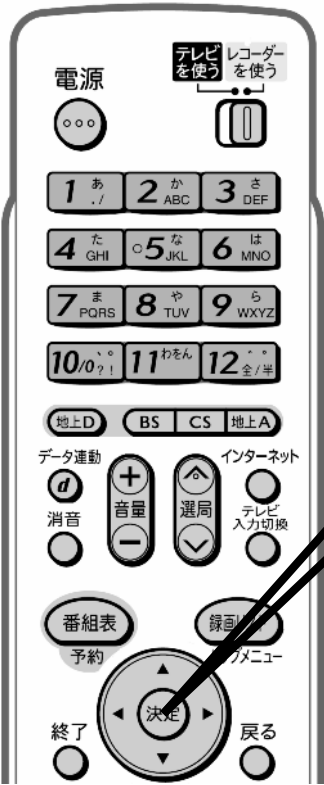 テレビ
を使う
レコーダー
を使う
電源
1 あ ./
2 か ABC
3 さ DEF
4 た GHI
5 な JKL
6 は MNO
7 ま PQRS
8 や TUV
9 ら WXYZ
10/0 ゛゜?!
11 わをん
12 ゛゜全/半
地上D
BS
CS
地上A
データ連動
d
消音
+
音量
−
選局
インターネット
テレビ
入力切換
番組表
予約
録画
メニュー
決定
終了
戻る